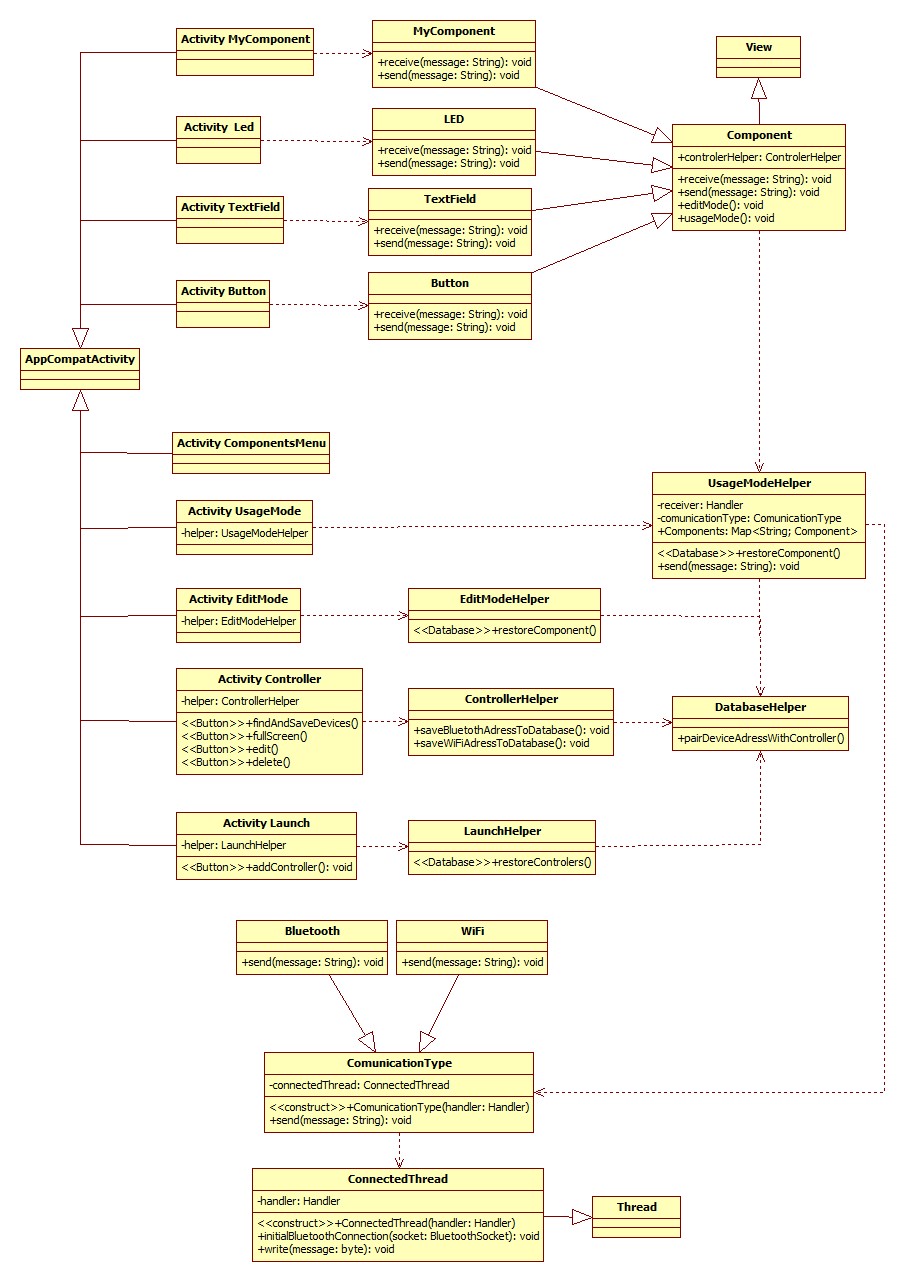 Activity MyComponent
MyComponent
+receive(message: String): void
+send(message: String): void
View
Activity  Led
LED
+receive(message: String): void
+send(message: String): void
Component
+controlerHelper: ControlerHelper
+receive(message: String): void
+send(message: String): void
+editMode(): void
+usageMode(): void
Activity TextField
TextField
+receive(message: String): void
+send(message: String): void
Activity Button
Button
+receive(message: String): void
+send(message: String): void
AppCompatActivity
Activity ComponentsMenu
Activity UsageMode
-helper: UsageModeHelper
UsageModeHelper
-receiver: Handler
-comunicationType: ComunicationType
+Components: Map<String; Component>
<<Database>>+restoreComponent()
+send(message: String): void
Activity EditMode
-helper: EditModeHelper
EditModeHelper
<<Database>>+restoreComponent()
Activity Controller
-helper: ControllerHelper
<<Button>>+findAndSaveDevices()
<<Button>>+fullScreen()
<<Button>>+edit()
<<Button>>+delete()
ControllerHelper
+saveBluetothAdressToDatabase(): void
+saveWiFiAdressToDatabase(): void
DatabaseHelper
+pairDeviceAdressWithController()
Activity Launch
-helper: LaunchHelper
<<Button>>+addController(): void
LaunchHelper
<<Database>>+restoreControlers()
Bluetooth
+send(message: String): void
WiFi
+send(message: String): void
ComunicationType
-connectedThread: ConnectedThread
<<construct>>+ComunicationType(handler: Handler)
+send(message: String): void
ConnectedThread
-handler: Handler
<<construct>>+ConnectedThread(handler: Handler)
+initialBluetoothConnection(socket: BluetoothSocket): void
+write(message: byte): void
Thread